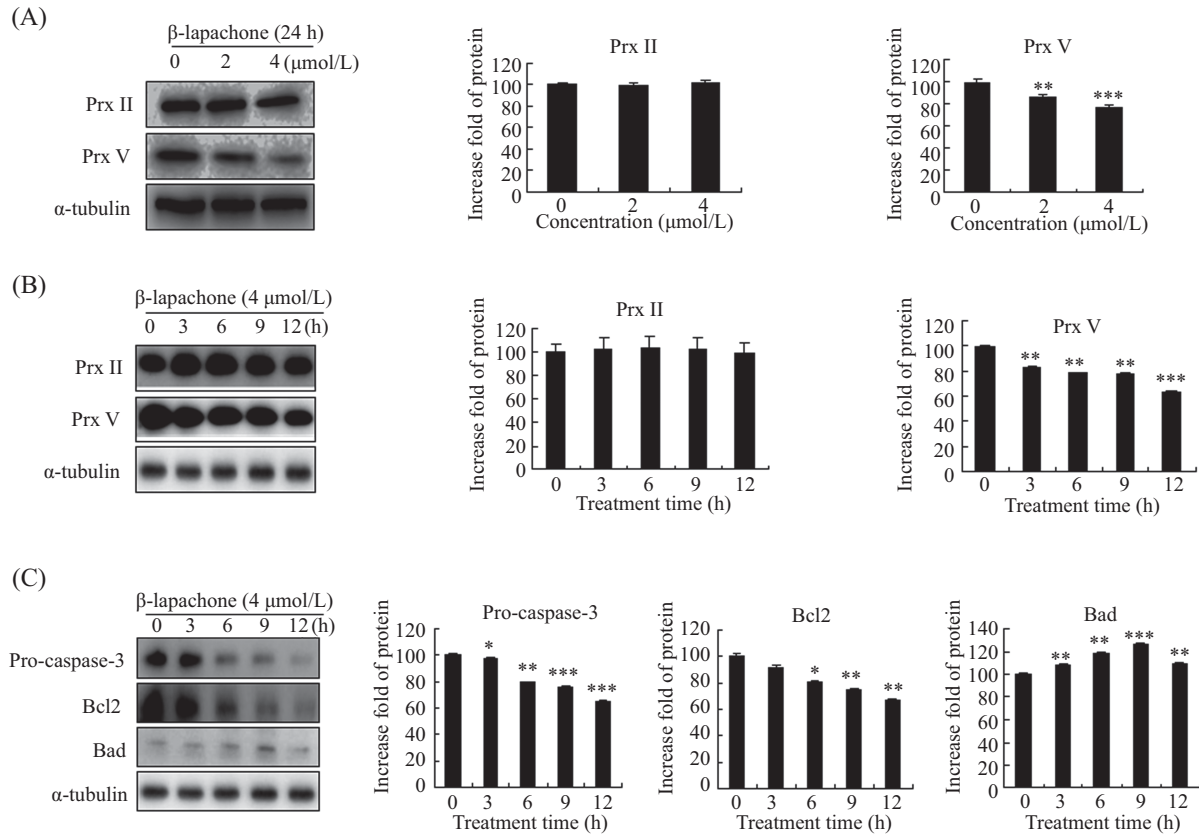 (A)
β-lapachone (24 h)
0 2 4 (μmol/L)
Prx II
Prx V
α-tubulin
Prx II
Increase fold of protein
120
100
80
60
40
20
0
0 2 4
Concentration (μmol/L)
Prx V
Increase fold of protein
120
100
80
60
40
20
0
** ***
0 2 4
Concentration (μmol/L)
(B)
β-lapachone (4 μmol/L)
0 3 6 9 12 (h)
Prx II
Prx V
α-tubulin
Prx II
Increase fold of protein
120
100
80
60
40
20
0
0 3 6 9 12
Treatment time (h)
Prx V
Increase fold of protein
120
100
80
60
40
20
0
** ** ** ***
0 3 6 9 12
Treatment time (h)
(C)
β-lapachone (4 μmol/L)
0 3 6 9 12 (h)
Pro-caspase-3
Bcl2
Bad
α-tubulin
Pro-caspase-3
Increase fold of protein
120
100
80
60
40
20
0
* ** *** ***
0 3 6 9 12
Treatment time (h)
Bcl2
Increase fold of protein
120
100
80
60
40
20
0
* ** **
0 3 6 9 12
Treatment time (h)
Bad
Increase fold of protein
140
120
100
80
60
40
20
0
** ** *** **
0 3 6 9 12
Treatment time (h)